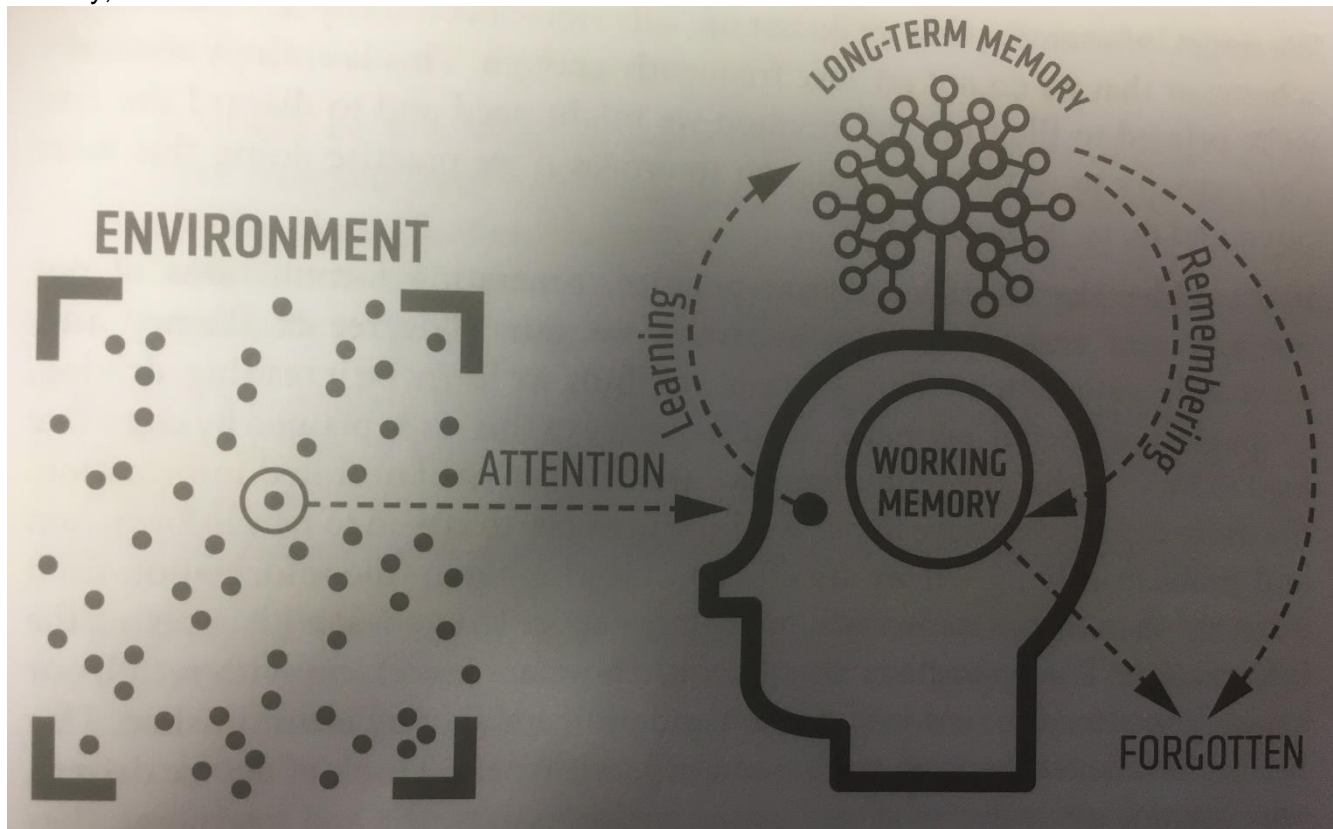 LONG-TERM MEMORY
ENVIRONMENT
Learning
Remembering
ATTENTION
WORKING
MEMORY
FORGOTTEN